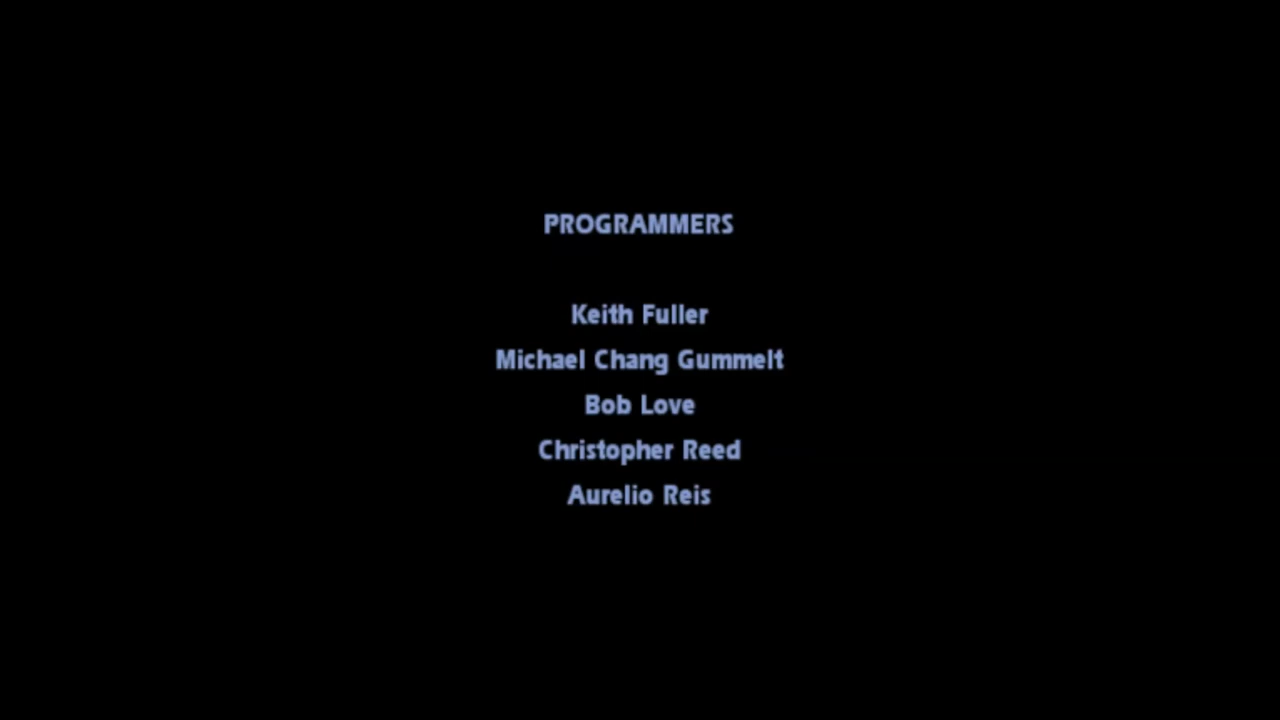 PROGRAMMERS
Keith Fuller
Michael Chang Gummelt
Bob Love
Christopher Reed
Aurelio Reis